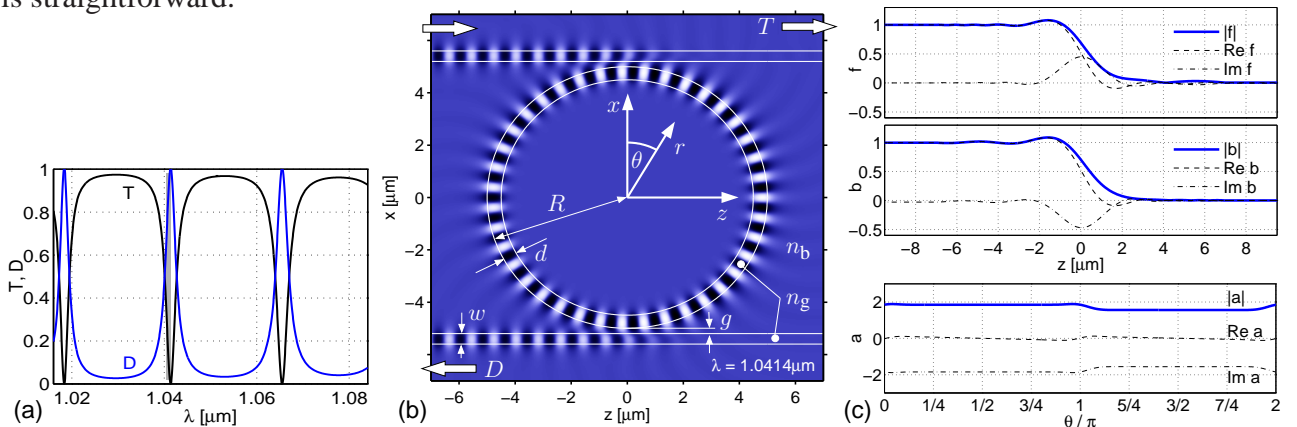 is straightforward.
T, D
1
0.8
0.6
0.4
0.2
0
T
D
1.02
1.04
1.06
1.08
λ [μm]
(a)
x [μm]
4
2
0
−2
−4
T
x
θ
r
R
z
d
n_b
n_g
w
g
D
λ = 1.0414μm
−6
−4
−2
0
2
4
6
z [μm]
(b)
f
1
0.5
0
−0.5
|f|
Re f
Im f
b
1
0.5
0
−0.5
|b|
Re b
Im b
−8
−6
−4
−2
0
2
4
6
8
z [μm]
a
2
0
−2
|a|
Re a
Im a
0
1/4
1/2
3/4
1
5/4
3/2
7/4
2
θ / π
(c)